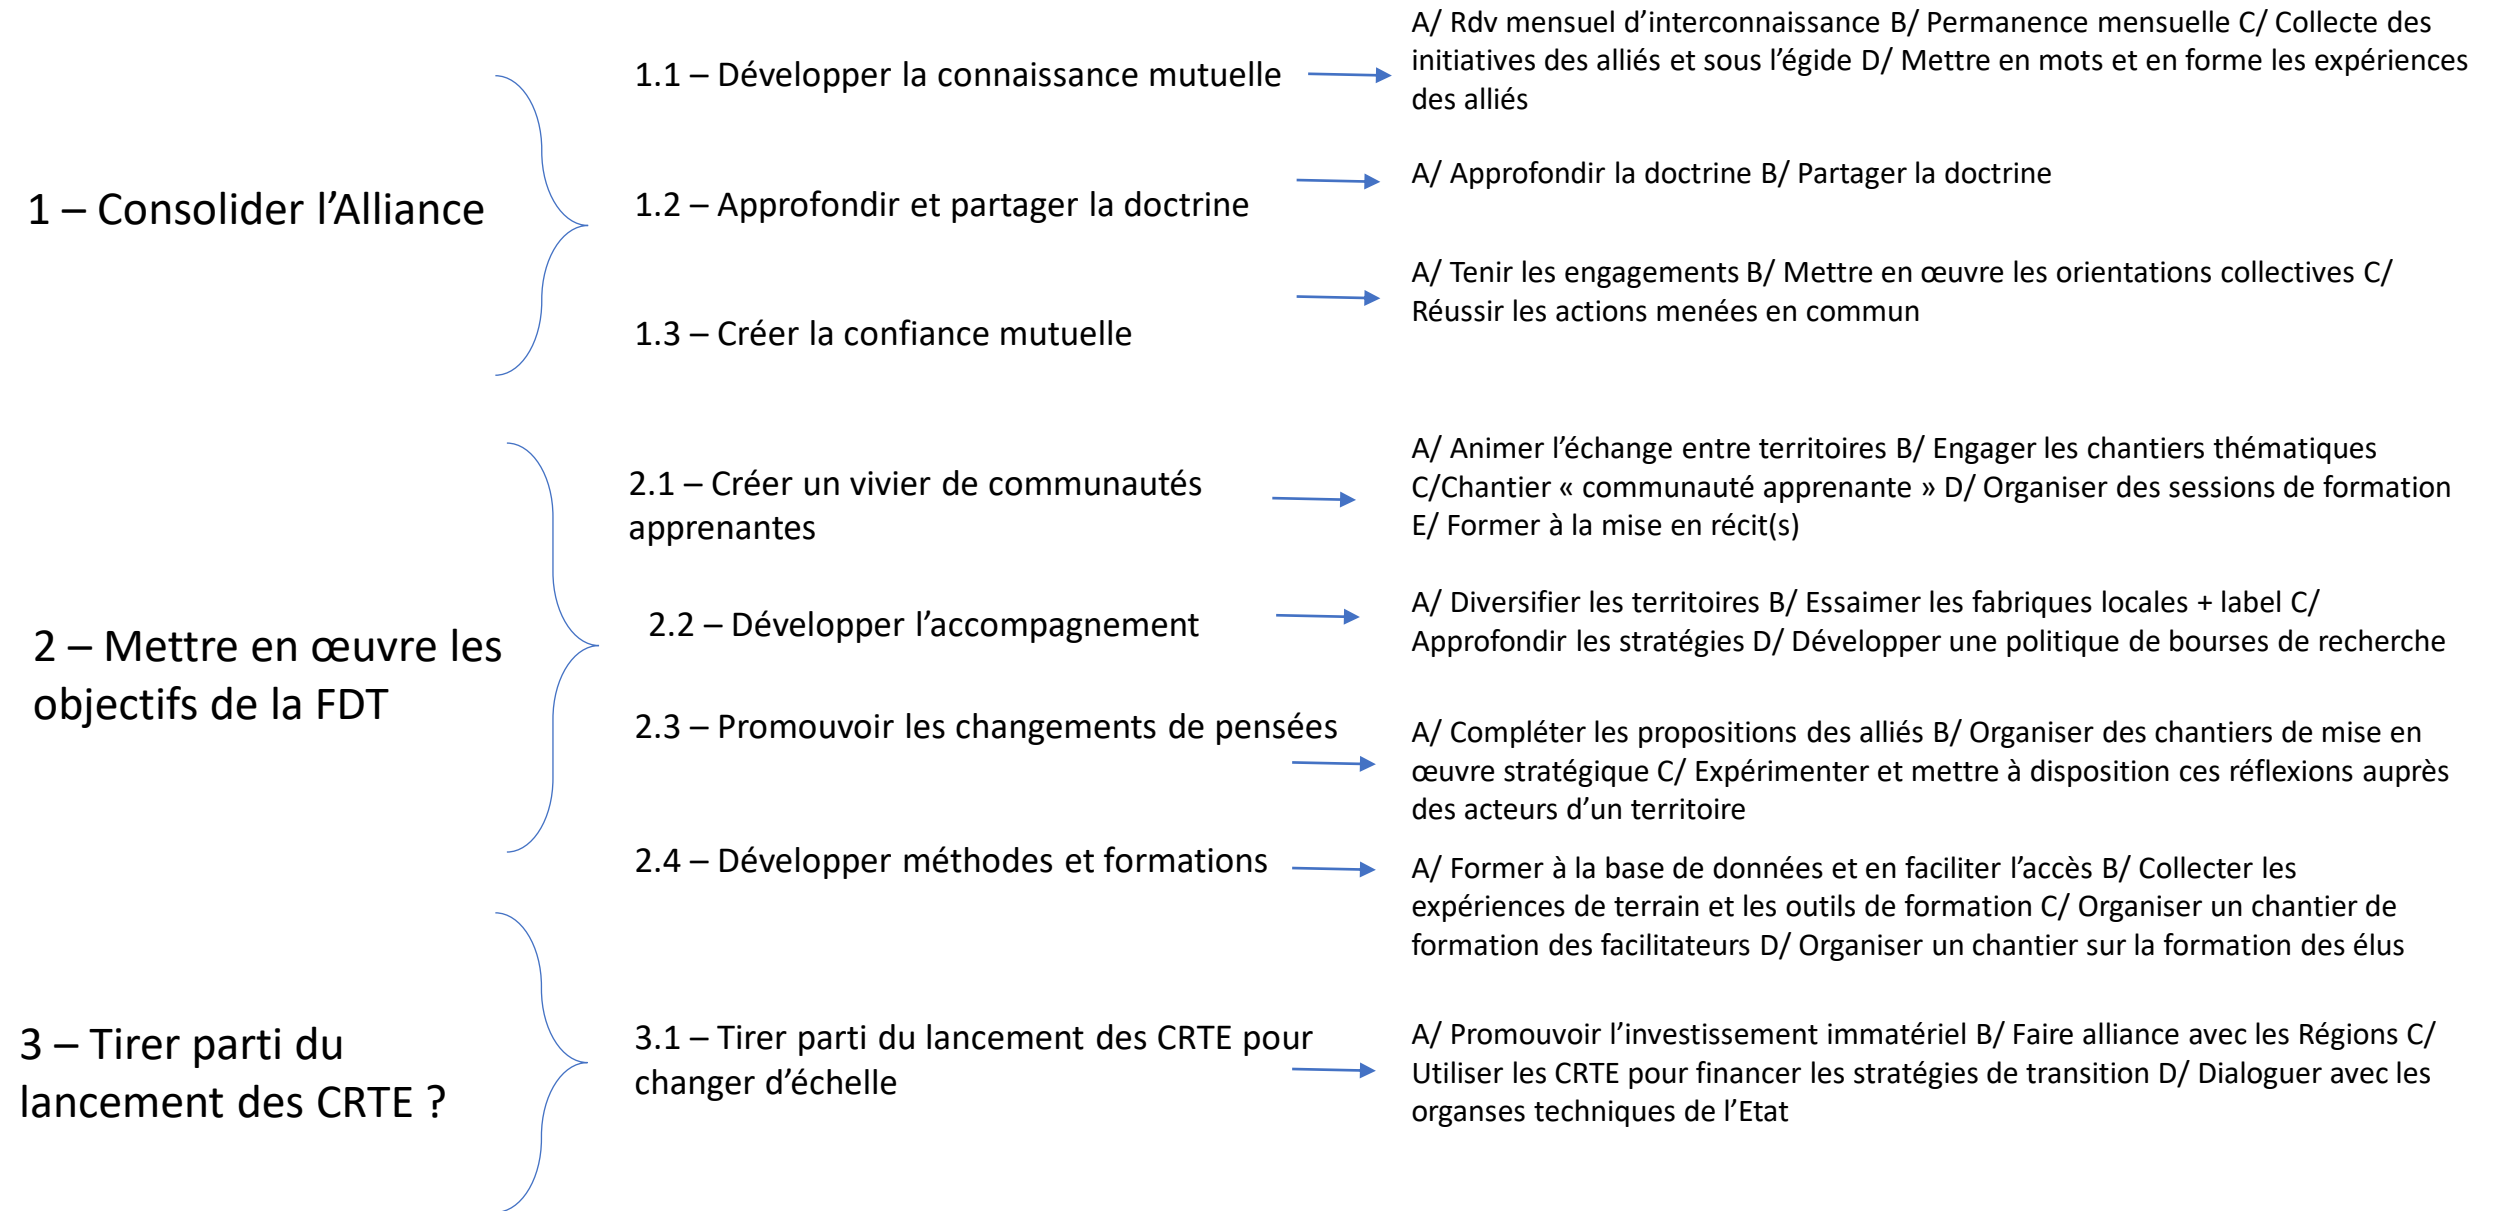 1 – Consolider l’Alliance
1.1 – Développer la connaissance mutuelle
A/ Rdv mensuel d’interconnaissance B/ Permanence mensuelle C/ Collecte des
initiatives des alliés et sous l’égide D/ Mettre en mots et en forme les expériences
des alliés
1.2 – Approfondir et partager la doctrine
A/ Approfondir la doctrine B/ Partager la doctrine
1.3 – Créer la confiance mutuelle
A/ Tenir les engagements B/ Mettre en œuvre les orientations collectives C/
Réussir les actions menées en commun
2 – Mettre en œuvre les
objectifs de la FDT
2.1 – Créer un vivier de communautés
apprenantes
A/ Animer l’échange entre territoires B/ Engager les chantiers thématiques
C/Chantier « communauté apprenante » D/ Organiser des sessions de formation
E/ Former à la mise en récit(s)
2.2 – Développer l’accompagnement
A/ Diversifier les territoires B/ Essaimer les fabriques locales + label C/
Approfondir les stratégies D/ Développer une politique de bourses de recherche
2.3 – Promouvoir les changements de pensées
A/ Compléter les propositions des alliés B/ Organiser des chantiers de mise en
œuvre stratégique C/ Expérimenter et mettre à disposition ces réflexions auprès
des acteurs d’un territoire
2.4 – Développer méthodes et formations
A/ Former à la base de données et en faciliter l’accès B/ Collecter les
expériences de terrain et les outils de formation C/ Organiser un chantier de
formation des facilitateurs D/ Organiser un chantier sur la formation des élus
3 – Tirer parti du
lancement des CRTE ?
3.1 – Tirer parti du lancement des CRTE pour
changer d’échelle
A/ Promouvoir l’investissement immatériel B/ Faire alliance avec les Régions C/
Utiliser les CRTE pour financer les stratégies de transition D/ Dialoguer avec les
organses techniques de l’Etat